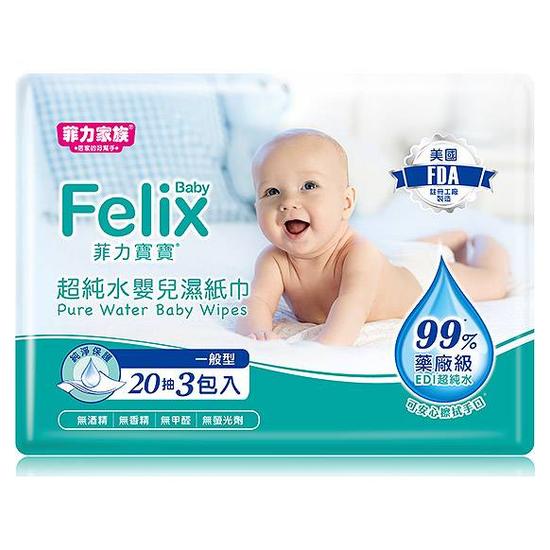 菲力家族®
居家的好幫手
Baby
Felix
菲力寶寶®
超純水嬰兒濕紙巾
Pure Water Baby Wipes
純淨保護
一般型
20抽3包入
無酒精
無香精
無甲醛
無螢光劑
美國
FDA
註冊工廠
製造
99%
藥廠級
EDI超純水
可安心擦拭手口